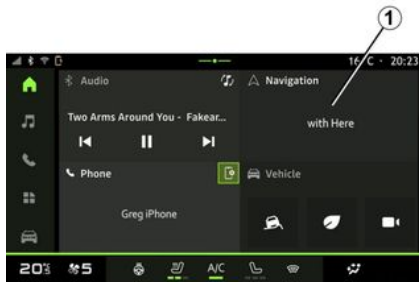 1
16°C · 20:23
Audio
Navigation
Two Arms Around You - Fakear...
with Here
Phone
Vehicle
Greg iPhone
20°5 5 A/C